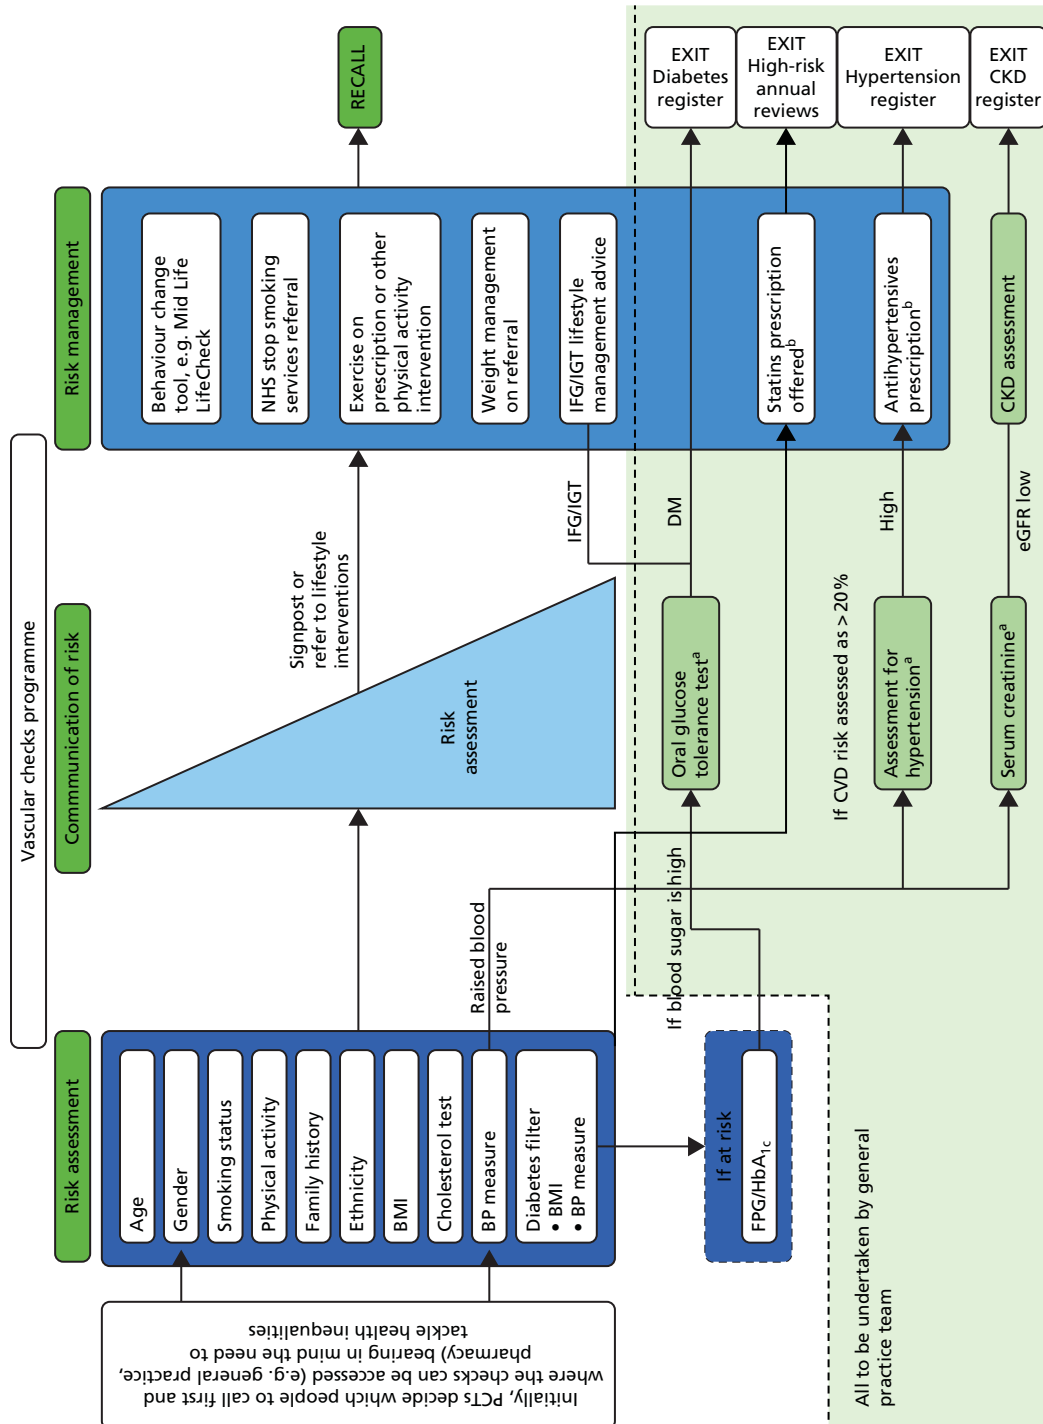 Vascular checks programme
Risk assessment
Commmunication of risk
Risk management
Initially, PCTs decide which people to call first and
where the checks can be accessed (e.g. general practice,
pharmacy) bearing in mind the need to
tackle health inequalities
Age
Gender
Smoking status
Physical activity
Family history
Ethnicity
BMI
Cholesterol test
BP measure
Diabetes filter
• BMI
• BP measure
If at risk
FPG/HbA1c
Raised blood
pressure
If blood sugar is high
Risk
assessment
Signpost or
refer to lifestyle
interventions
Behaviour change
tool, e.g. Mid Life
LifeCheck
NHS stop smoking
services referral
Exercise on
prescription or other
physical activity
intervention
Weight management
on referral
IFG/IGT lifestyle
management advice
RECALL
IFG/IGT
DM
Oral glucose
tolerance testa
If CVD risk assessed as >20%
Assessment for
hypertensiona
High
Serum creatininea
eGFR low
Statins prescription
offeredb
Antihypertensives
prescriptionb
CKD assessment
EXIT
Diabetes
register
EXIT
High-risk
annual
reviews
EXIT
Hypertension
register
EXIT
CKD
register
All to be undertaken by general
practice team